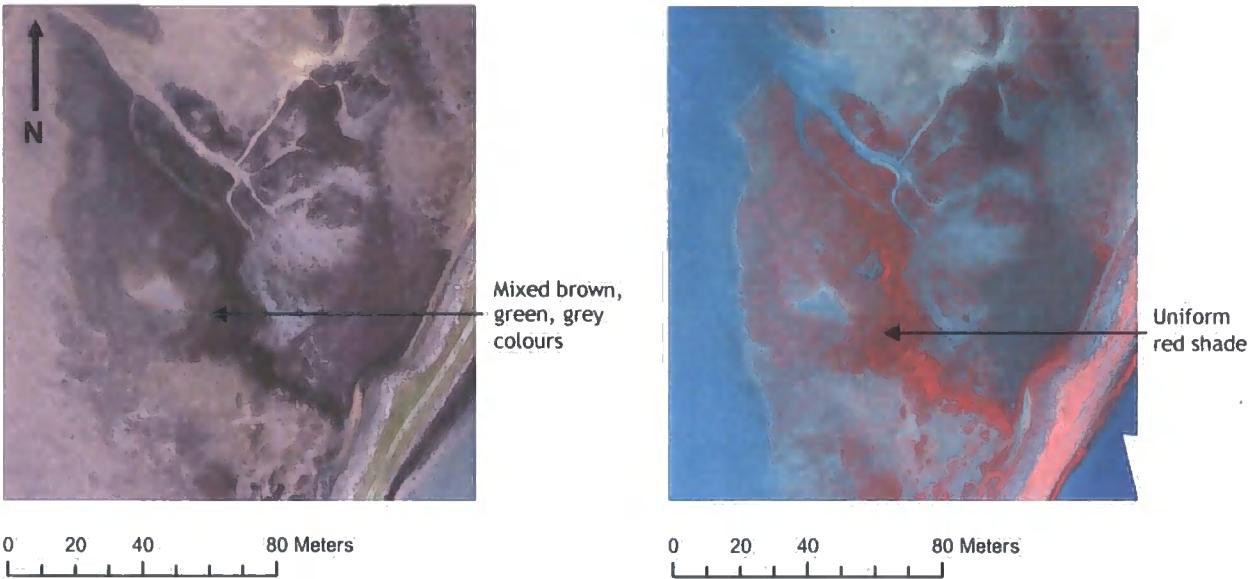 N
Mixed brown,
green, grey
colours
Uniform
red shade
0 20 40 80 Meters
0 20 40 80 Meters